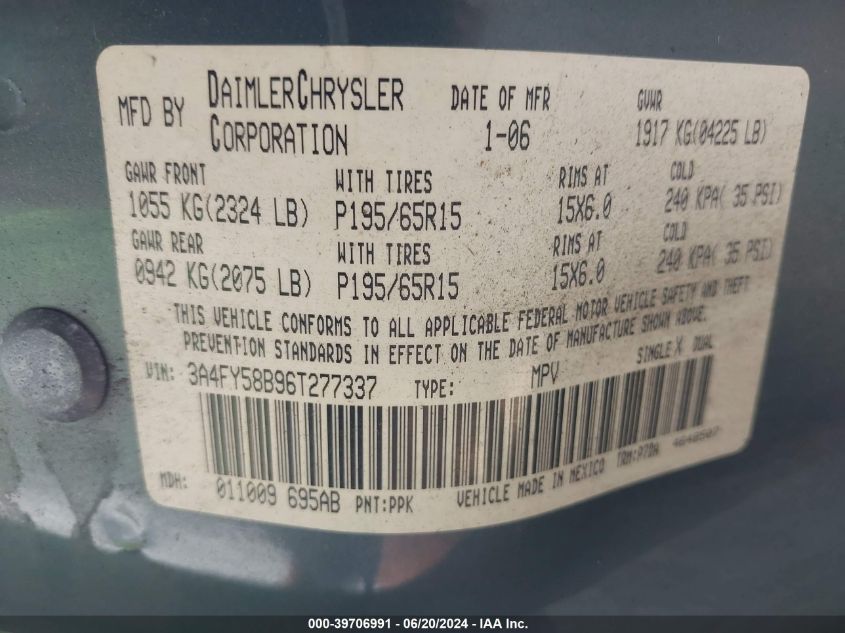 MFD BY DAIMLERCHRYSLER CORPORATION DATE OF MFR 1-06 GVWR 1917 KG(04225 LB)
GAWR FRONT WITH TIRES RIMS AT COLD
1055 KG(2324 LB) P195/65R15 15X6.0 240 KPA( 35 PSI)
GAWR REAR WITH TIRES RIMS AT COLD
0942 KG(2075 LB) P195/65R15 15X6.0 240 KPA( 35 PSI)
THIS VEHICLE CONFORMS TO ALL APPLICABLE FEDERAL MOTOR VEHICLE SAFETY AND THEFT
PREVENTION STANDARDS IN EFFECT ON THE DATE OF MANUFACTURE SHOWN ABOVE.
VIN: 3A4FY58B96T277337 TYPE: MPV SINGLE X DUAL
MDH: 011009 695AB PNT:PPK VEHICLE MADE IN MEXICO TRM:P7DA 4640507
000-39706991 - 06/20/2024 - IAA Inc.